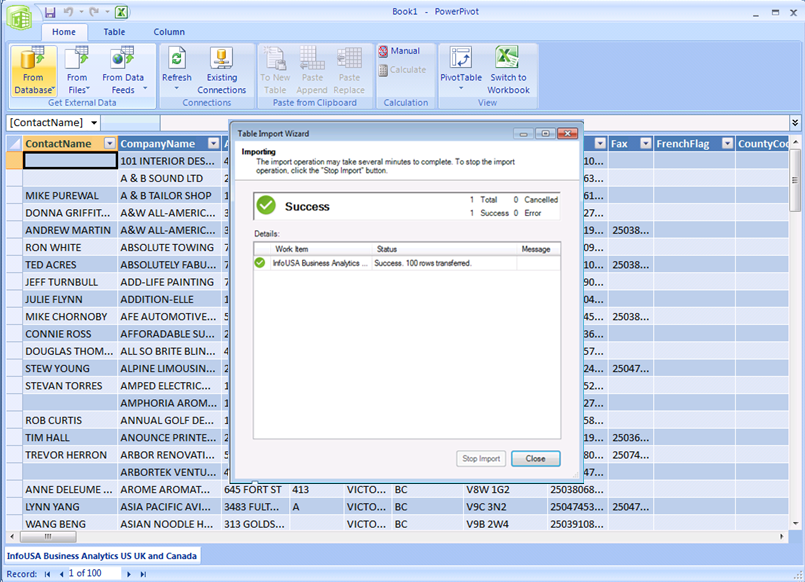 Book1 - PowerPivot
Home Table Column
From Database From Files From Data Feeds
Get External Data
Refresh Existing Connections
Connections
To New Table Paste Append Paste Replace
Paste from Clipboard
Manual
Calculate
Calculation
PivotTable Switch to Workbook
View
[ContactName]
ContactName CompanyName Fax FrenchFlag CountyCo
101 INTERIOR DES... 10...
A & B SOUND LTD 63...
MIKE PUREWAL A & B TAILOR SHOP 13...
DONNA GRIFFIT... A&W ALL-AMERIC... 19...
ANDREW MARTIN A&W ALL-AMERIC... 61... 25038...
RON WHITE ABSOLUTE TOWING 09...
TED ACRES ABSOLUTELY FABU... 10... 25038...
JEFF TURNBULL ADD-LIFE PAINTING 90...
JULIE FLYNN ADDITION-ELLE 04...
MIKE CHORNOBY AFE AUTOMOTIVE... 45... 25038...
CONNIE ROSS AFFORADABLE SU... 36...
DOUGLAS THOM... ALL SO BRITE BLIN... 57...
STEW YOUNG ALPINE LIMOUSIN... 24... 25047...
STEVAN TORRES AMPED ELECTRIC... 52...
AMPHORIA AROM... 27...
ROB CURTIS ANNUAL GOLF DE... 08...
TIM HALL ANOUNCE PRINTE... 19... 25036...
TREVOR HERRON ARBOR RENOVATI... 80... 25074...
ARBORTEK VENTU... 47...
ANNE DELEUME ... AROME AROMAT... 645 FORT ST 413 VICTO... BC V8W 1G2 25038068...
LYNN YANG ASIA PACIFIC AVI... 3483 FULT... A VICTO... BC V9C 3N2 25047453... 25047...
WANG BENG ASIAN NOODLE H... 313 GOLDS... VICTO... BC V9B 2W4 25039108...
Table Import Wizard
Importing
The import operation may take several minutes to complete. To stop the import
operation, click the "Stop Import" button.
Success
1 Total 0 Cancelled
1 Success 0 Error
Details:
Work Item Status Message
InfoUSA Business Analytics ... Success. 100 rows transferred.
Stop Import Close
InfoUSA Business Analytics US UK and Canada
Record: 1 of 100